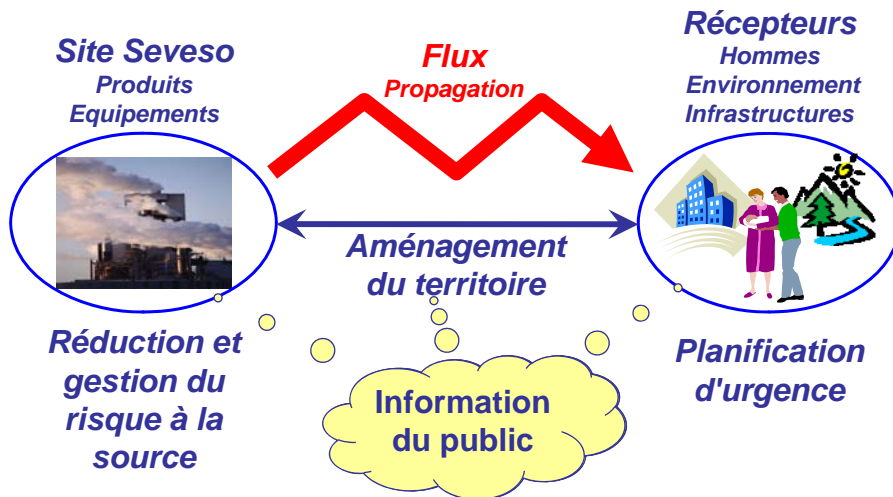 Site Seveso
Produits
Equipements
Flux
Propagation
Récepteurs
Hommes
Environnement
Infrastructures
Aménagement
du territoire
Réduction et
gestion du
risque à la
source
Information
du public
Planification
d'urgence